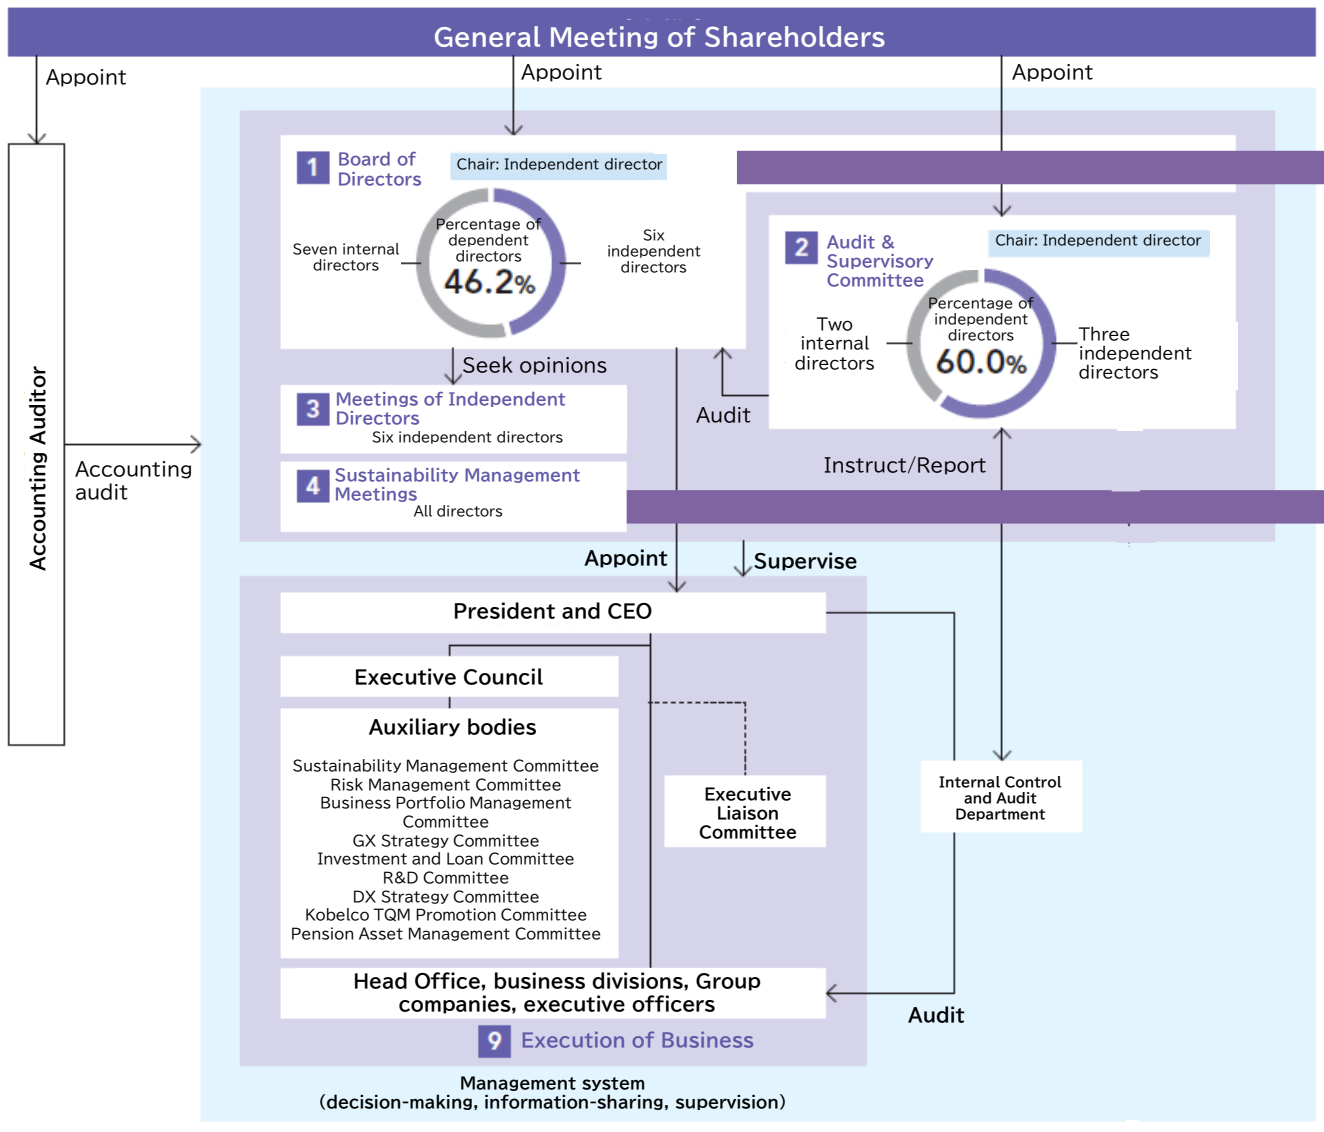 General Meeting of Shareholders
Appoint
Appoint
Appoint
1
Board of
Directors
Chair: Independent director
Percentage of
dependent
directors
46.2%
Seven internal
directors
Six
independent
directors
2
Audit &
Supervisory
Committee
Chair: Independent director
Percentage of
independent
directors
60.0%
Two
internal
directors
Three
independent
directors
Seek opinions
Audit
3
Meetings of Independent
Directors
Six independent directors
4
Sustainability Management
Meetings
All directors
Instruct/Report
Accounting Auditor
Accounting
audit
Appoint
Supervise
President and CEO
Executive Council
Auxiliary bodies
Sustainability Management Committee
Risk Management Committee
Business Portfolio Management
Committee
GX Strategy Committee
Investment and Loan Committee
R&D Committee
DX Strategy Committee
Kobelco TQM Promotion Committee
Pension Asset Management Committee
Executive
Liaison
Committee
Internal Control
and Audit
Department
Head Office, business divisions, Group
companies, executive officers
Audit
9
Execution of Business
Management system
(decision-making, information-sharing, supervision)